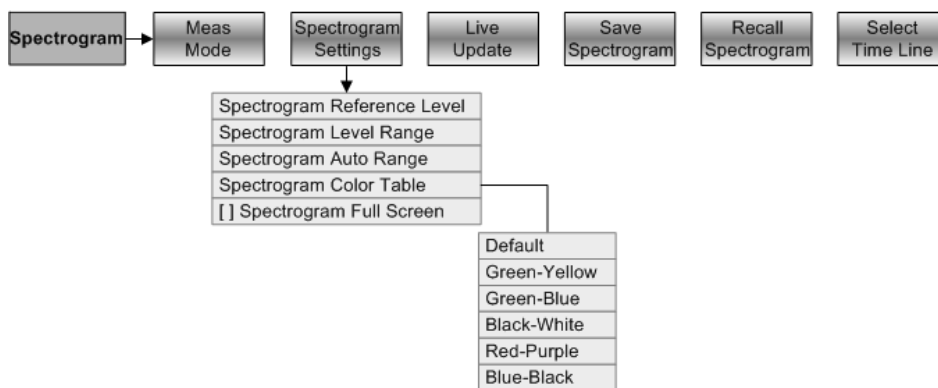 Spectrogram
Meas
Mode
Spectrogram
Settings
Live
Update
Save
Spectrogram
Recall
Spectrogram
Select
Time Line
Spectrogram Reference Level
Spectrogram Level Range
Spectrogram Auto Range
Spectrogram Color Table
[ ] Spectrogram Full Screen
Default
Green-Yellow
Green-Blue
Black-White
Red-Purple
Blue-Black